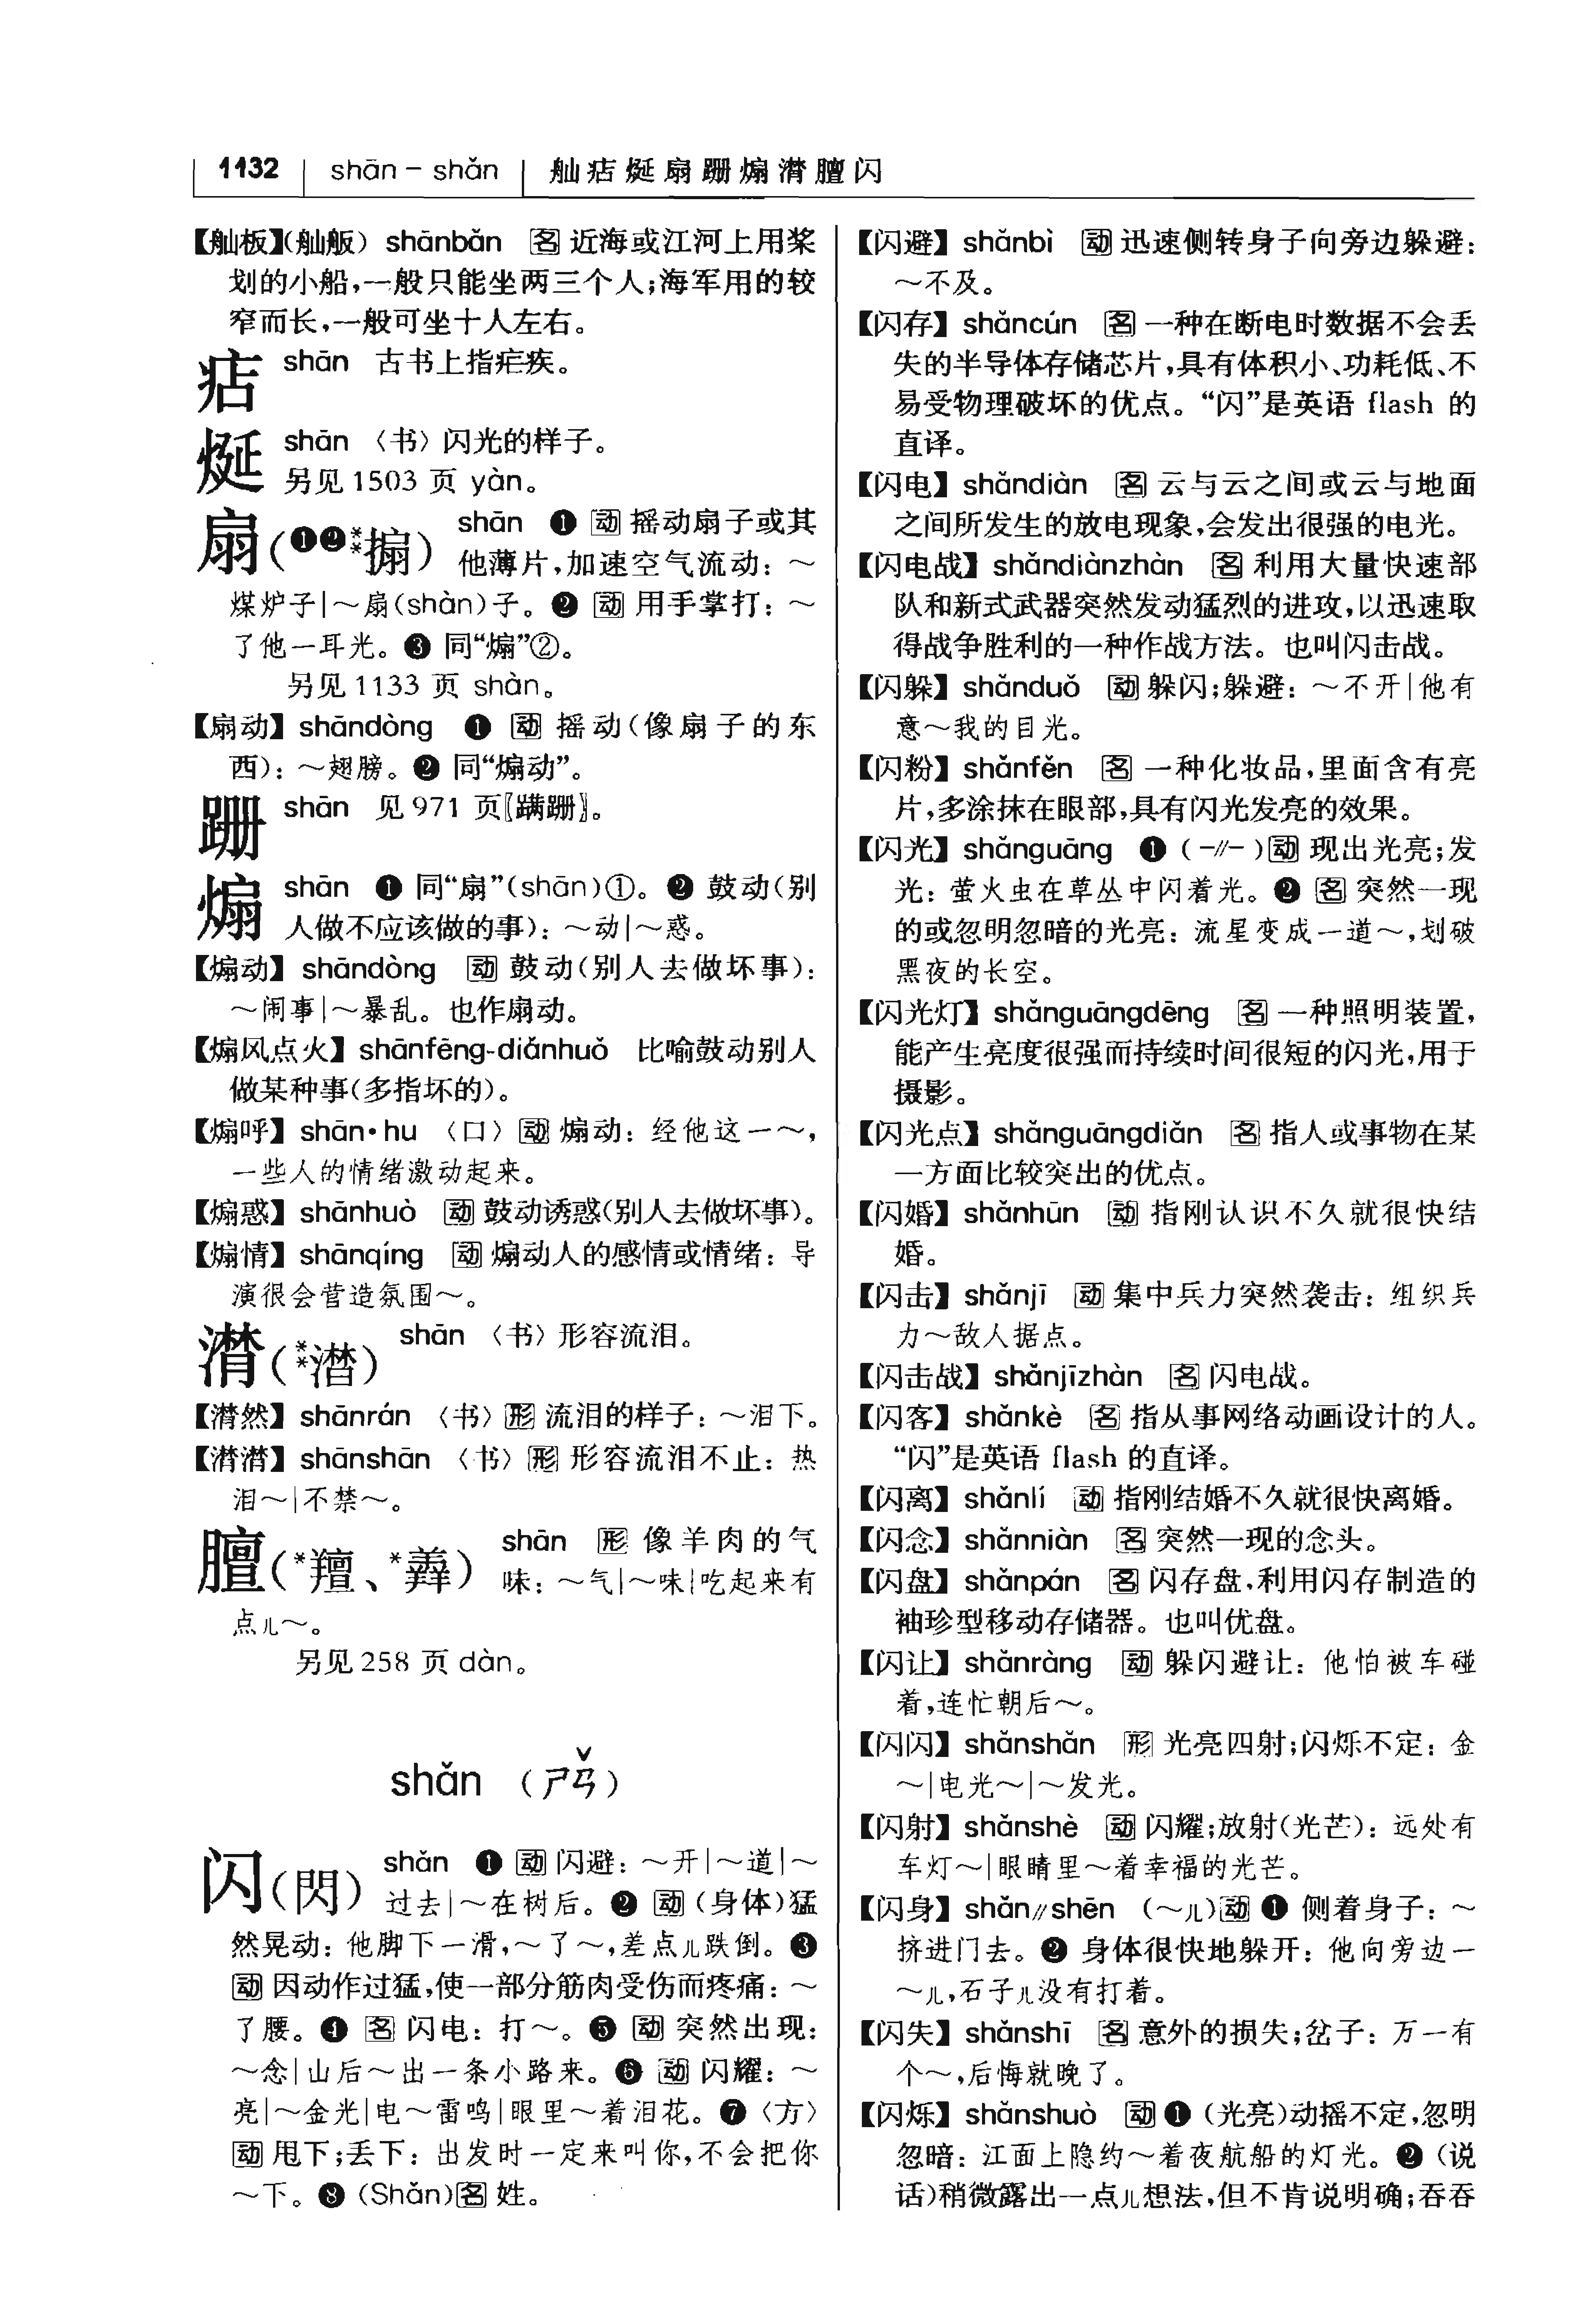 1132 shān－shǎn 舢痁烻扇跚煽潸膻闪
【舢板】(舢舨) shānbǎn 名 近海或江河上用桨
划的小船,一般只能坐两三个人;海军用的较
窄而长,一般可坐十人左右。
痁 shān 古书上指疟疾。
烻 shān 〈书〉闪光的样子。
另见1503 页 yàn。
扇(❶❷**搧) shān ❶ 动 摇动扇子或其
他薄片,加速空气流动：～
煤炉子|～扇(shàn)子。❷ 动 用手掌打：～
了他一耳光。❸ 同“煽”②。
另见1133 页 shàn。
【扇动】shāndòng ❶ 动 摇动(像扇子的东
西)：～翅膀。❷ 同“煽动”。
跚 shān 见971 页〖蹒跚〗。
煽 shān ❶ 同“扇”(shān)①。❷ 鼓动(别
人做不应该做的事)：～动|～惑。
【煽动】shāndòng 动 鼓动(别人去做坏事)：
～闹事|～暴乱。也作扇动。
【煽风点火】shānfēng-diǎnhuǒ 比喻鼓动别人
做某种事(多指坏的)。
【煽呼】shān·hu 〈口〉动 煽动：经他这一～,
一些人的情绪激动起来。
【煽惑】shānhuò 动 鼓动诱惑(别人去做坏事)。
【煽情】shānqíng 动 煽动人的感情或情绪：导
演很会营造氛围～。
潸(**澘) shān 〈书〉形容流泪。
【潸然】shānrán 〈书〉形 流泪的样子：～泪下。
【潸潸】shānshān 〈书〉形 形容流泪不止：热
泪～|不禁～。
膻(*羶、*羴) shān 形 像羊肉的气
味：～气|～味|吃起来有
点儿～。
另见258 页 dàn。
shǎn (ㄕㄢˇ)
闪(閃) shǎn ❶ 动 闪避：～开|～道|～
过去|～在树后。❷ 动 (身体)猛
然晃动：他脚下一滑,～了～,差点儿跌倒。❸
动 因动作过猛,使一部分筋肉受伤而疼痛：～
了腰。❹ 名 闪电：打～。❺ 动 突然出现：
～念|山后～出一条小路来。❻ 动 闪耀：～
亮|～金光|电～雷鸣|眼里～着泪花。❼〈方〉
动 甩下;丢下：出发时一定来叫你,不会把你
～下。❽ (Shǎn)名 姓。
【闪避】shǎnbì 动 迅速侧转身子向旁边躲避：
～不及。
【闪存】shǎncún 名 一种在断电时数据不会丢
失的半导体存储芯片,具有体积小、功耗低、不
易受物理破坏的优点。“闪”是英语 flash 的
直译。
【闪电】shǎndiàn 名 云与云之间或云与地面
之间所发生的放电现象,会发出很强的电光。
【闪电战】shǎndiànzhàn 名 利用大量快速部
队和新式武器突然发动猛烈的进攻,以迅速取
得战争胜利的一种作战方法。也叫闪击战。
【闪躲】shǎnduǒ 动 躲闪;躲避：～不开|他有
意～我的目光。
【闪粉】shǎnfěn 名 一种化妆品,里面含有亮
片,多涂抹在眼部,具有闪光发亮的效果。
【闪光】shǎnguāng ❶ (-//-)动 现出光亮;发
光：萤火虫在草丛中闪着光。❷ 名 突然一现
的或忽明忽暗的光亮：流星变成一道～,划破
黑夜的长空。
【闪光灯】shǎnguāngdēng 名 一种照明装置,
能产生亮度很强而持续时间很短的闪光,用于
摄影。
【闪光点】shǎnguāngdiǎn 名 指人或事物在某
一方面比较突出的优点。
【闪婚】shǎnhūn 动 指刚认识不久就很快结
婚。
【闪击】shǎnjī 动 集中兵力突然袭击：组织兵
力～敌人据点。
【闪击战】shǎnjīzhàn 名 闪电战。
【闪客】shǎnkè 名 指从事网络动画设计的人。
“闪”是英语 flash 的直译。
【闪离】shǎnlí 动 指刚结婚不久就很快离婚。
【闪念】shǎnniàn 名 突然一现的念头。
【闪盘】shǎnpán 名 闪存盘,利用闪存制造的
袖珍型移动存储器。也叫优盘。
【闪让】shǎnràng 动 躲闪避让：他怕被车碰
着,连忙朝后～。
【闪闪】shǎnshǎn 形 光亮四射;闪烁不定：金
～|电光～|～发光。
【闪射】shǎnshè 动 闪耀;放射(光芒)：远处有
车灯～|眼睛里～着幸福的光芒。
【闪身】shǎn//shēn (～儿)动 ❶ 侧着身子：～
挤进门去。❷ 身体很快地躲开：他向旁边一
～儿,石子儿没有打着。
【闪失】shǎnshī 名 意外的损失;岔子：万一有
个～,后悔就晚了。
【闪烁】shǎnshuò 动 ❶ (光亮)动摇不定,忽明
忽暗：江面上隐约～着夜航船的灯光。❷ (说
话)稍微露出一点儿想法,但不肯说明确;吞吞